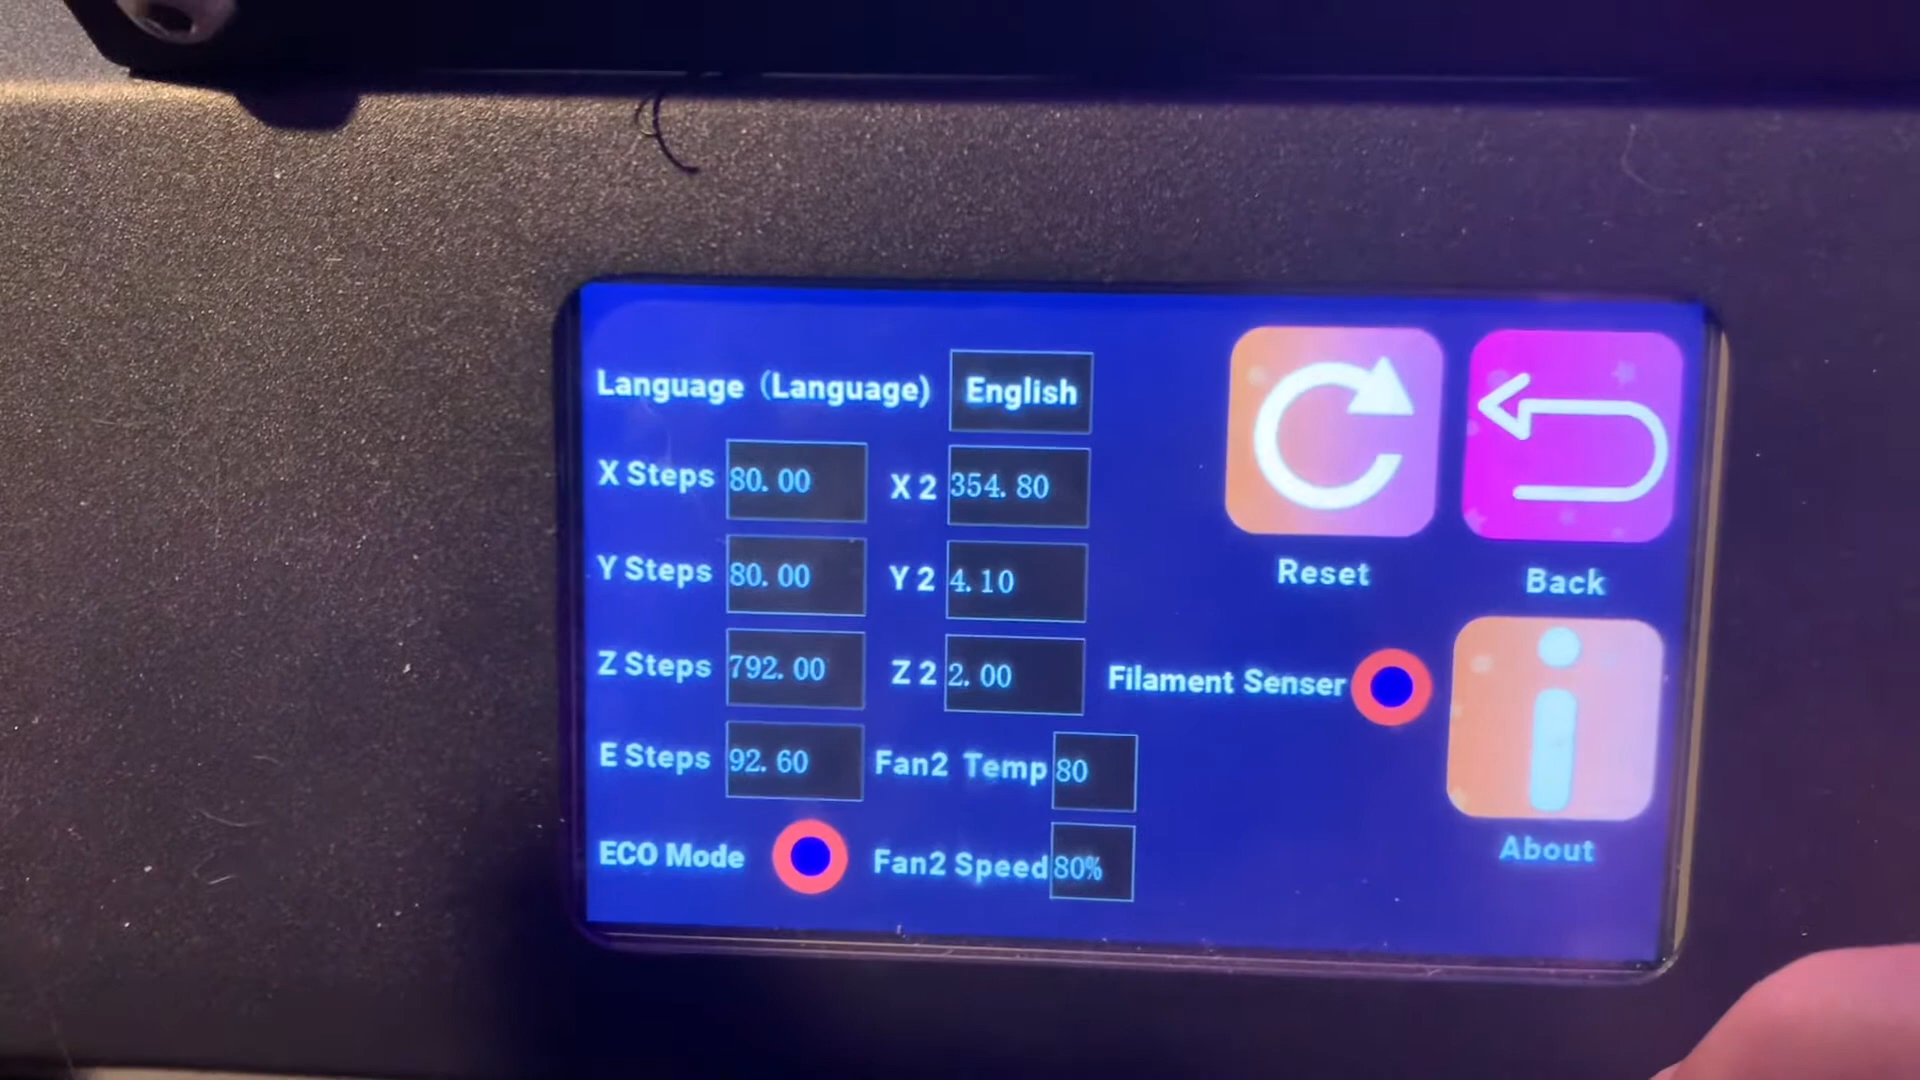 Language (Language) English
X Steps 80.00 X 2 354.80
Y Steps 80.00 Y 2 4.10
Z Steps 792.00 Z 2 2.00
E Steps 92.60 Fan2 Temp 80
ECO Mode Fan2 Speed 80%
Filament Senser
Reset
Back
About